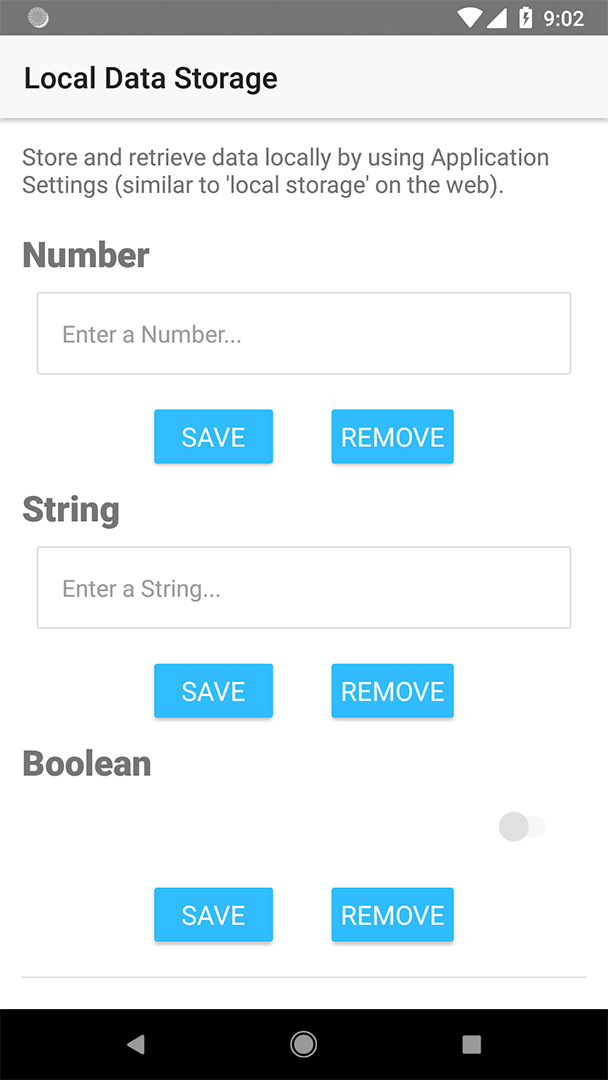 9:02
Local Data Storage
Store and retrieve data locally by using Application
Settings (similar to 'local storage' on the web).
Number
Enter a Number...
SAVE REMOVE
String
Enter a String...
SAVE REMOVE
Boolean
SAVE REMOVE